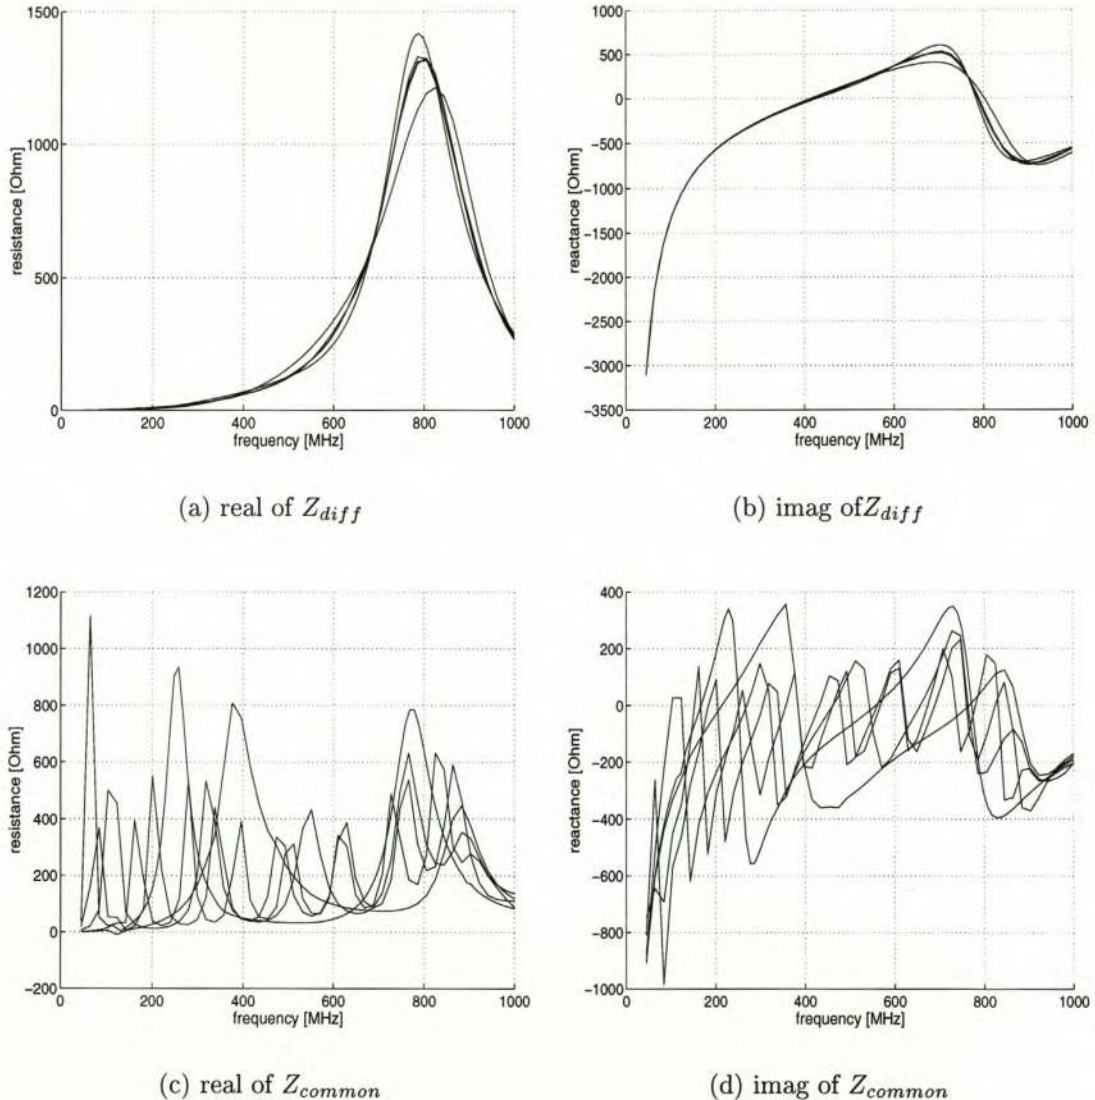 1500
1000
500
0
resistance [Ohm]
0 200 400 600 800 1000
frequency [MHz]
(a) real of Z_diff
1000
500
0
−500
−1000
−1500
−2000
−2500
−3000
−3500
reactance [Ohm]
0 200 400 600 800 1000
frequency [MHz]
(b) imag ofZ_diff
1200
1000
800
600
400
200
0
−200
resistance [Ohm]
0 200 400 600 800 1000
frequency [MHz]
(c) real of Z_common
400
200
0
−200
−400
−600
−800
−1000
reactance [Ohm]
0 200 400 600 800 1000
frequency [MHz]
(d) imag of Z_common